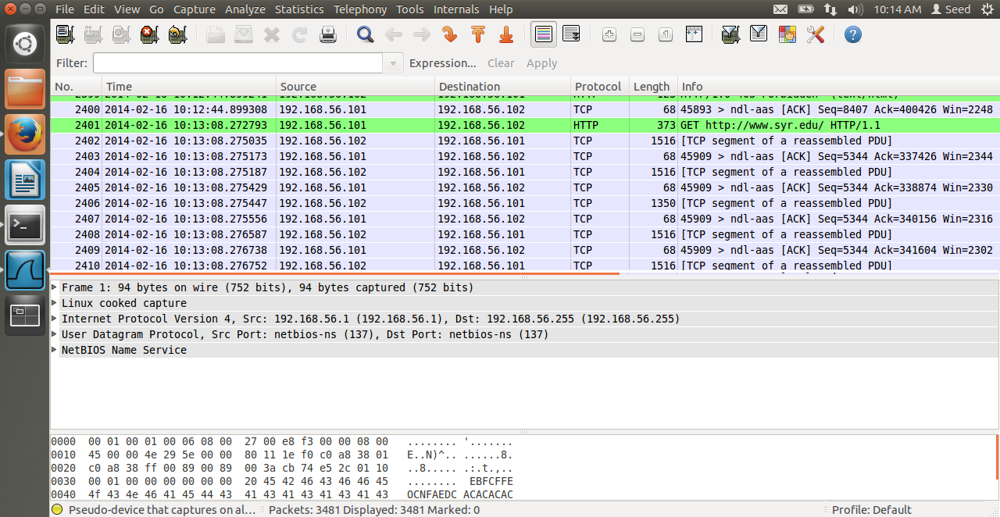 File Edit View Go Capture Analyze Statistics Telephony Tools Internals Help 10:14 AM Seed
Filter: Expression... Clear Apply
No. Time Source Destination Protocol Length Info
2400 2014-02-16 10:12:44.899308 192.168.56.101 192.168.56.102 TCP 68 45893 > ndl-aas [ACK] Seq=8407 Ack=400426 Win=2248
2401 2014-02-16 10:13:08.272793 192.168.56.101 192.168.56.102 HTTP 373 GET http://www.syr.edu/ HTTP/1.1
2402 2014-02-16 10:13:08.275035 192.168.56.102 192.168.56.101 TCP 1516 [TCP segment of a reassembled PDU]
2403 2014-02-16 10:13:08.275173 192.168.56.101 192.168.56.102 TCP 68 45909 > ndl-aas [ACK] Seq=5344 Ack=337426 Win=2344
2404 2014-02-16 10:13:08.275187 192.168.56.102 192.168.56.101 TCP 1516 [TCP segment of a reassembled PDU]
2405 2014-02-16 10:13:08.275429 192.168.56.101 192.168.56.102 TCP 68 45909 > ndl-aas [ACK] Seq=5344 Ack=338874 Win=2330
2406 2014-02-16 10:13:08.275447 192.168.56.102 192.168.56.101 TCP 1350 [TCP segment of a reassembled PDU]
2407 2014-02-16 10:13:08.275556 192.168.56.101 192.168.56.102 TCP 68 45909 > ndl-aas [ACK] Seq=5344 Ack=340156 Win=2316
2408 2014-02-16 10:13:08.276587 192.168.56.102 192.168.56.101 TCP 1516 [TCP segment of a reassembled PDU]
2409 2014-02-16 10:13:08.276738 192.168.56.101 192.168.56.102 TCP 68 45909 > ndl-aas [ACK] Seq=5344 Ack=341604 Win=2302
2410 2014-02-16 10:13:08.276752 192.168.56.102 192.168.56.101 TCP 1516 [TCP segment of a reassembled PDU]
Frame 1: 94 bytes on wire (752 bits), 94 bytes captured (752 bits)
Linux cooked capture
Internet Protocol Version 4, Src: 192.168.56.1 (192.168.56.1), Dst: 192.168.56.255 (192.168.56.255)
User Datagram Protocol, Src Port: netbios-ns (137), Dst Port: netbios-ns (137)
NetBIOS Name Service
0000 00 01 00 01 00 06 08 00 27 00 e8 f3 00 00 08 00 ........ '.......
0010 45 00 00 4e 29 5e 00 00 80 11 1e f0 c0 a8 38 01 E..N)^.. ......8.
0020 c0 a8 38 ff 00 89 00 89 00 3a cb 74 e5 2c 01 10 ..8..... .:.t.,..
0030 00 01 00 00 00 00 00 00 20 45 42 46 43 46 46 45 ........ EBFCFFE
0040 4f 43 4e 46 41 45 44 43 41 43 41 43 41 43 41 43 OCNFAEDC ACACACAC
Pseudo-device that captures on al... Packets: 3481 Displayed: 3481 Marked: 0 Profile: Default